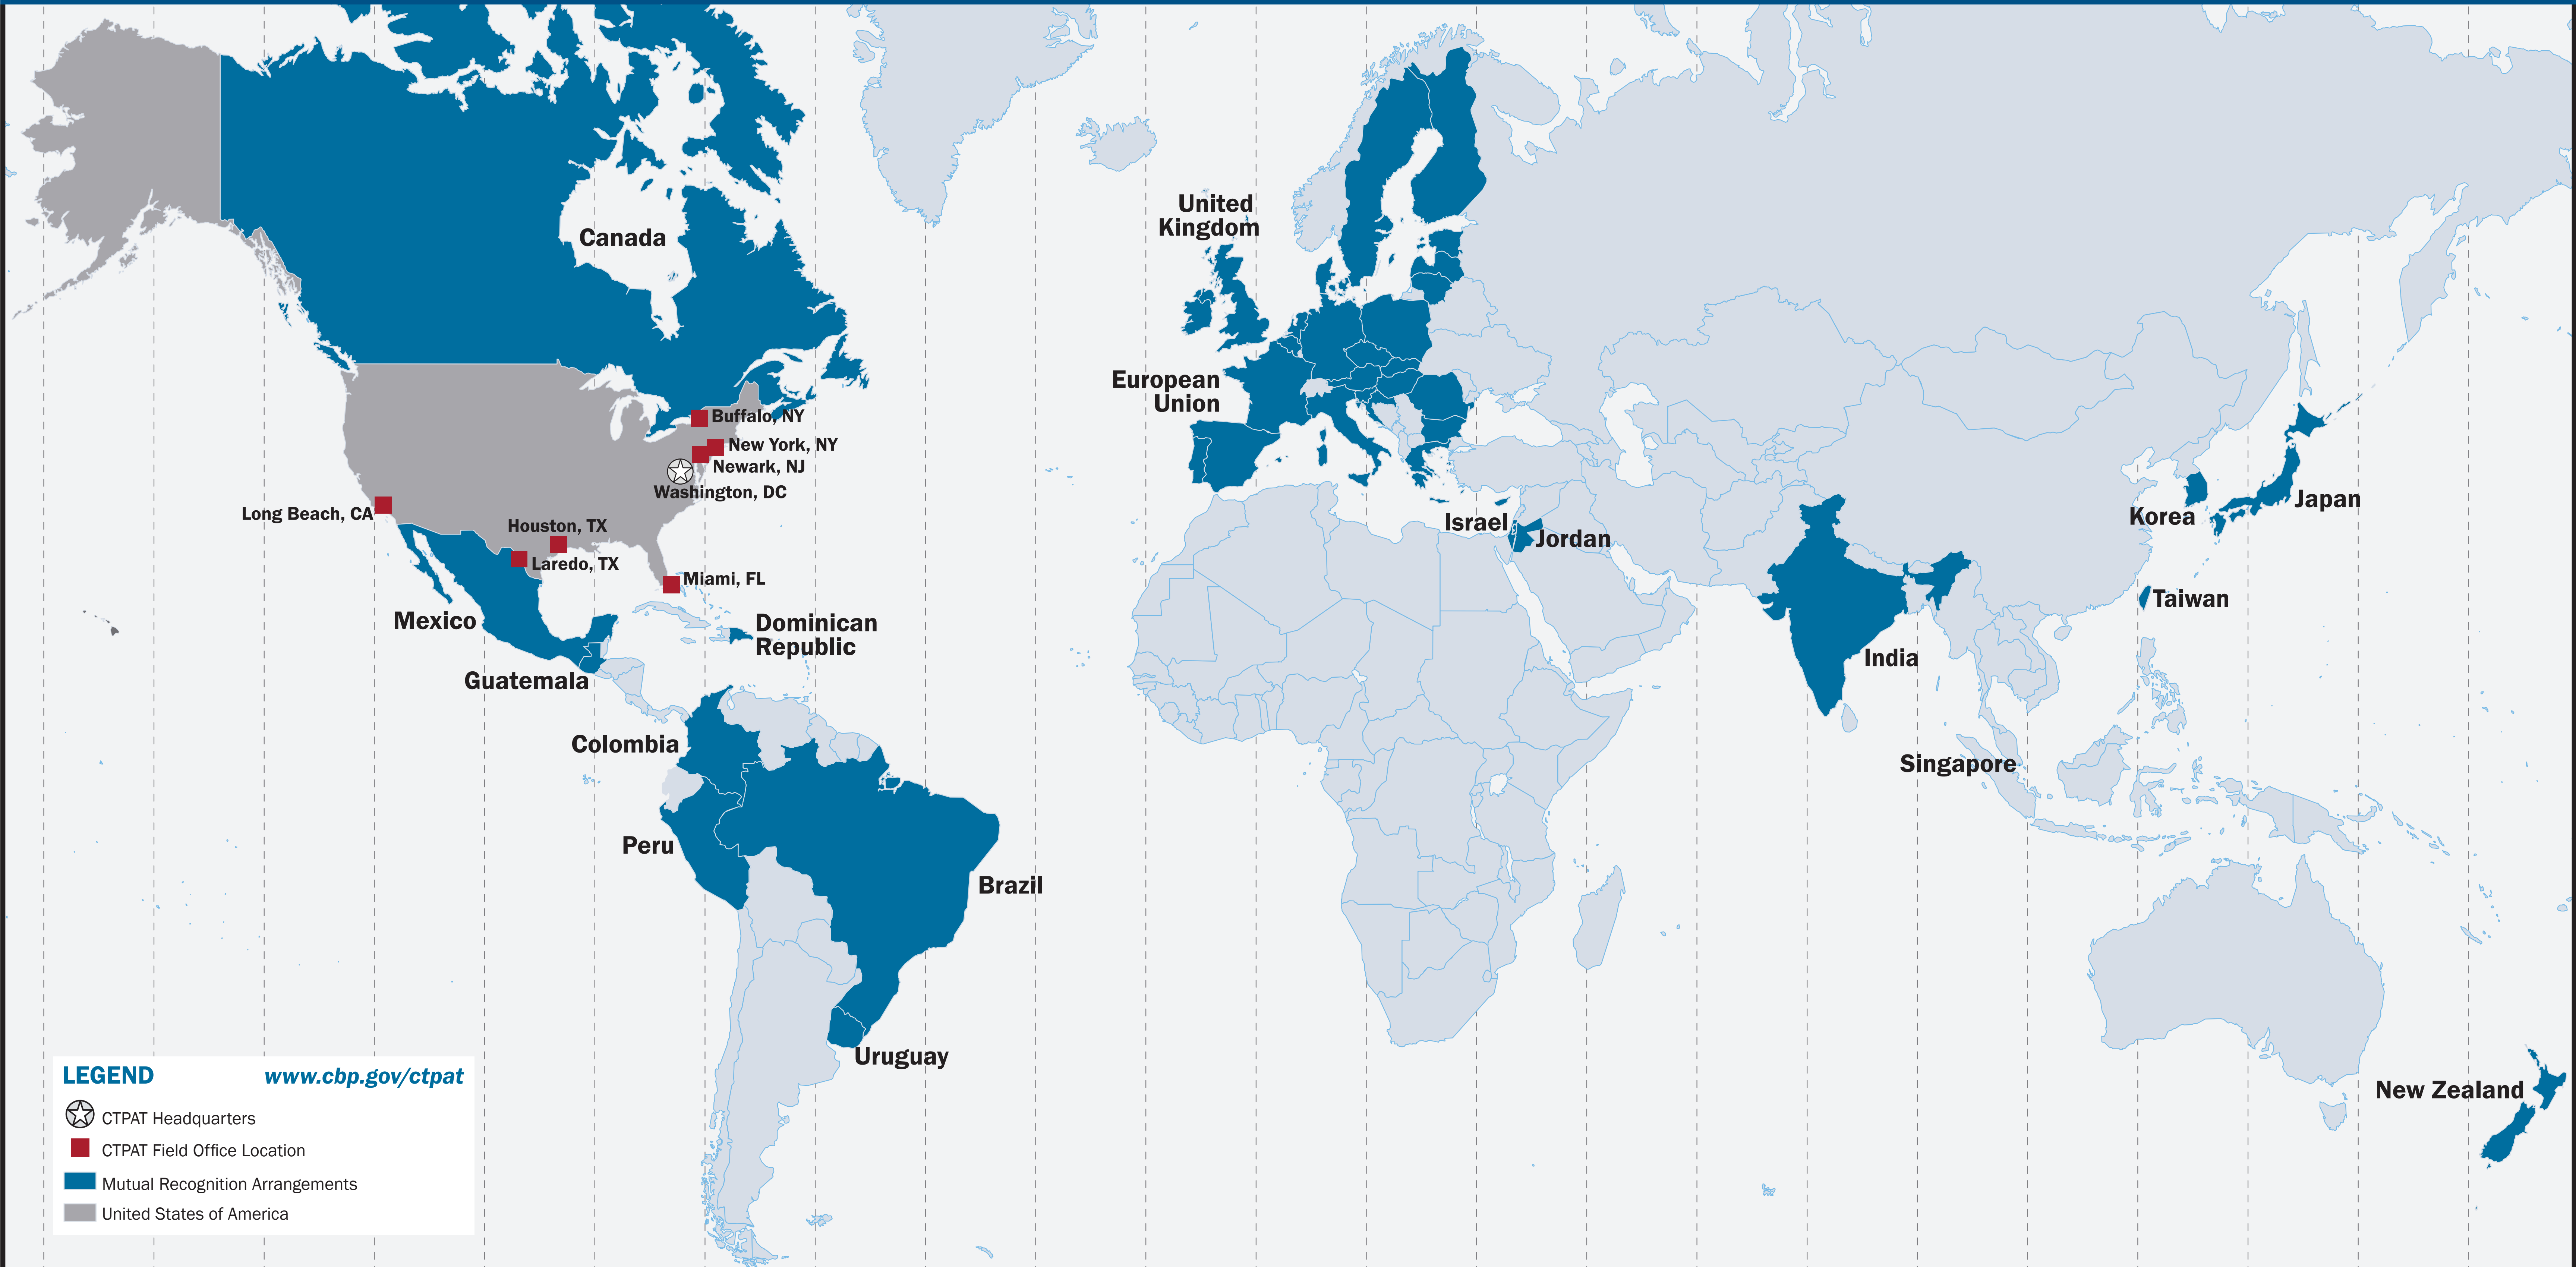 Canada
United
Kingdom
European
Union
Buffalo, NY
New York, NY
Newark, NJ
Washington, DC
Long Beach, CA
Houston, TX
Laredo, TX
Miami, FL
Mexico
Dominican
Republic
Guatemala
Colombia
Peru
Brazil
Uruguay
Israel
Jordan
India
Singapore
Korea
Japan
Taiwan
New Zealand
LEGEND
www.cbp.gov/ctpat
CTPAT Headquarters
CTPAT Field Office Location
Mutual Recognition Arrangements
United States of America